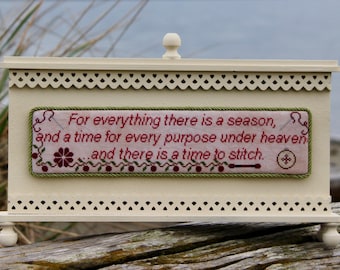 For everything there is a season,
and a time for every purpose under heaven
and there is a time to stitch.